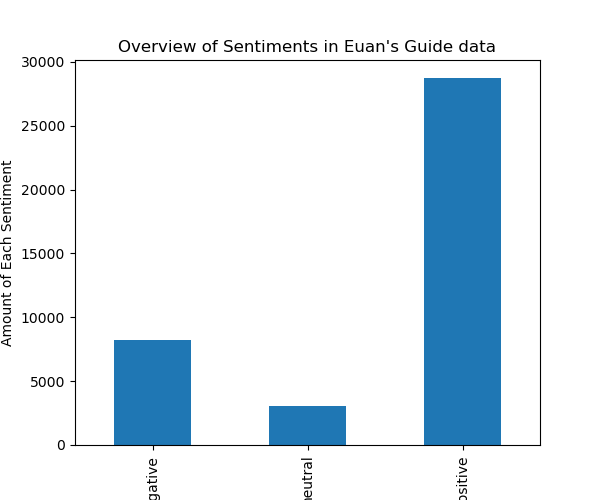 Overview of Sentiments in Euan's Guide data
30000
25000
20000
15000
10000
5000
0
Amount of Each Sentiment
gative
eutral
ositive